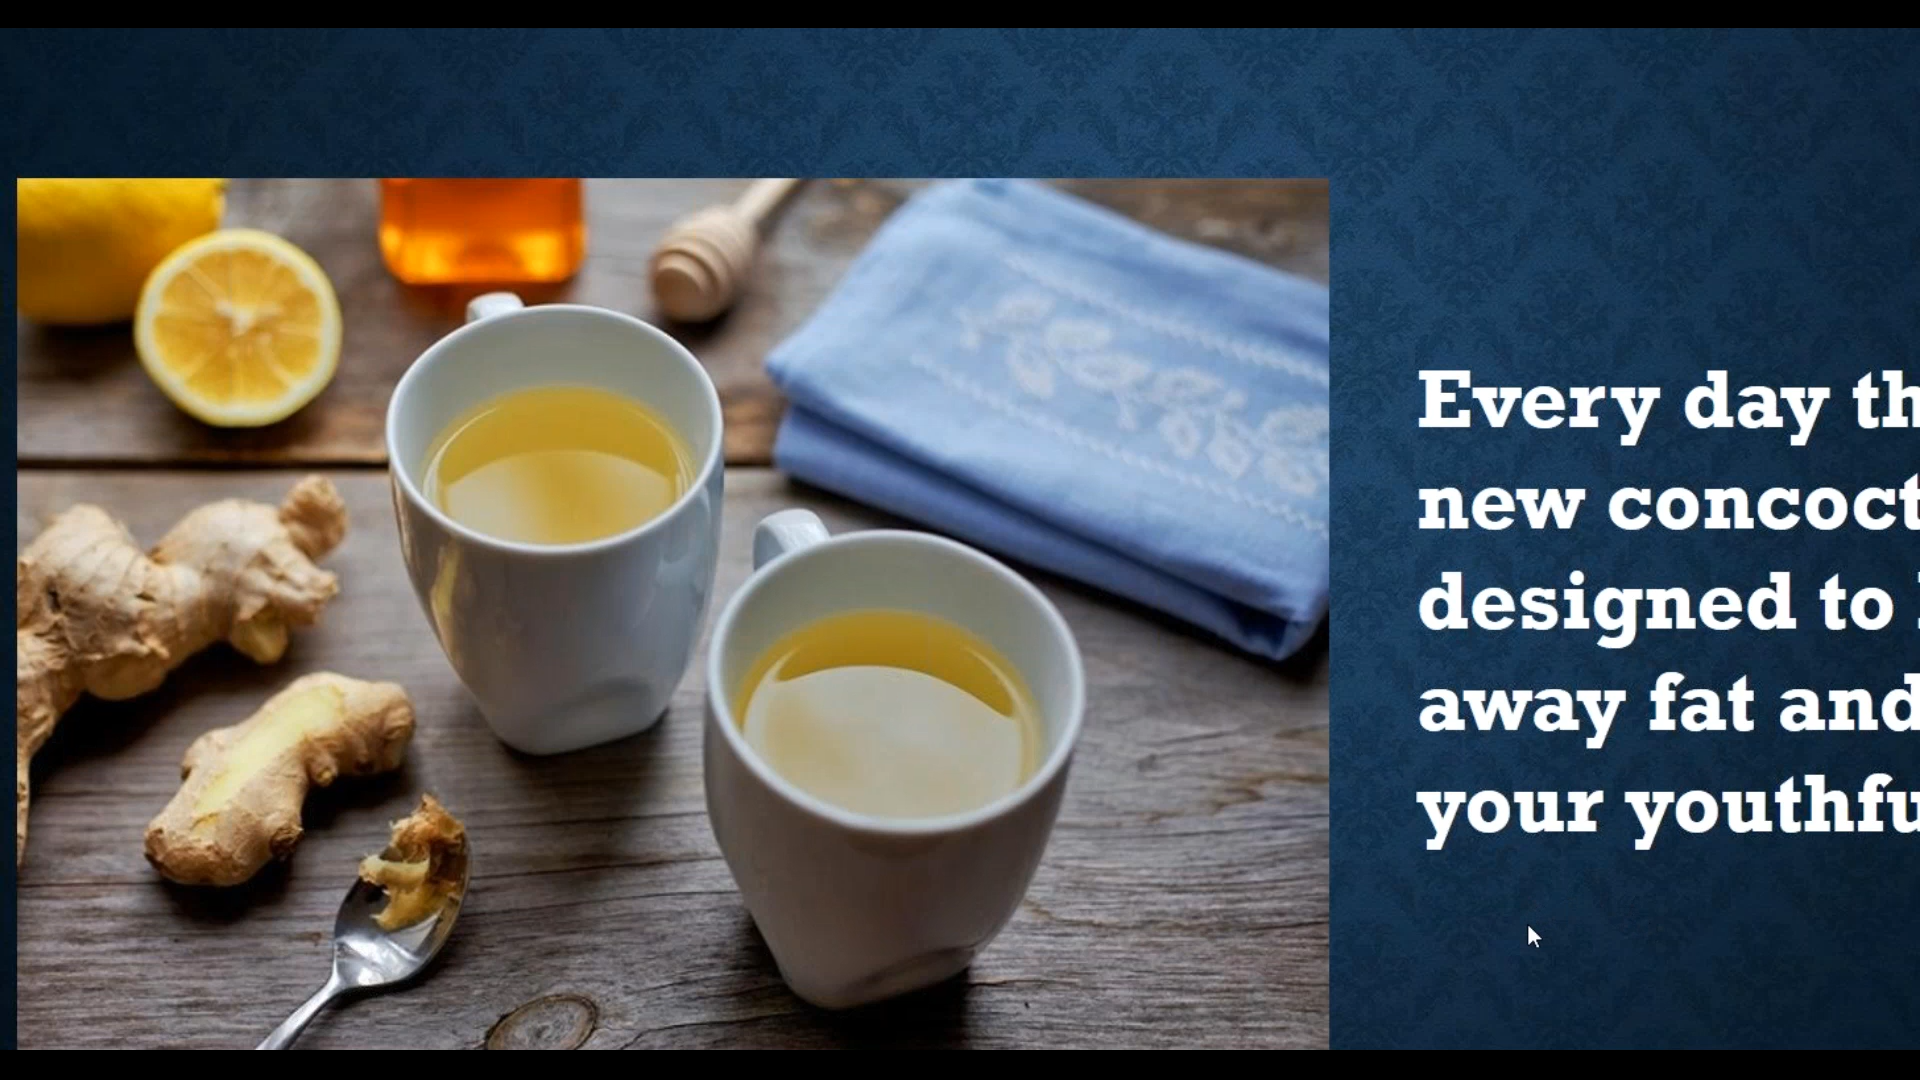 Every day th
new concoct
designed to
away fat and
your youthfu